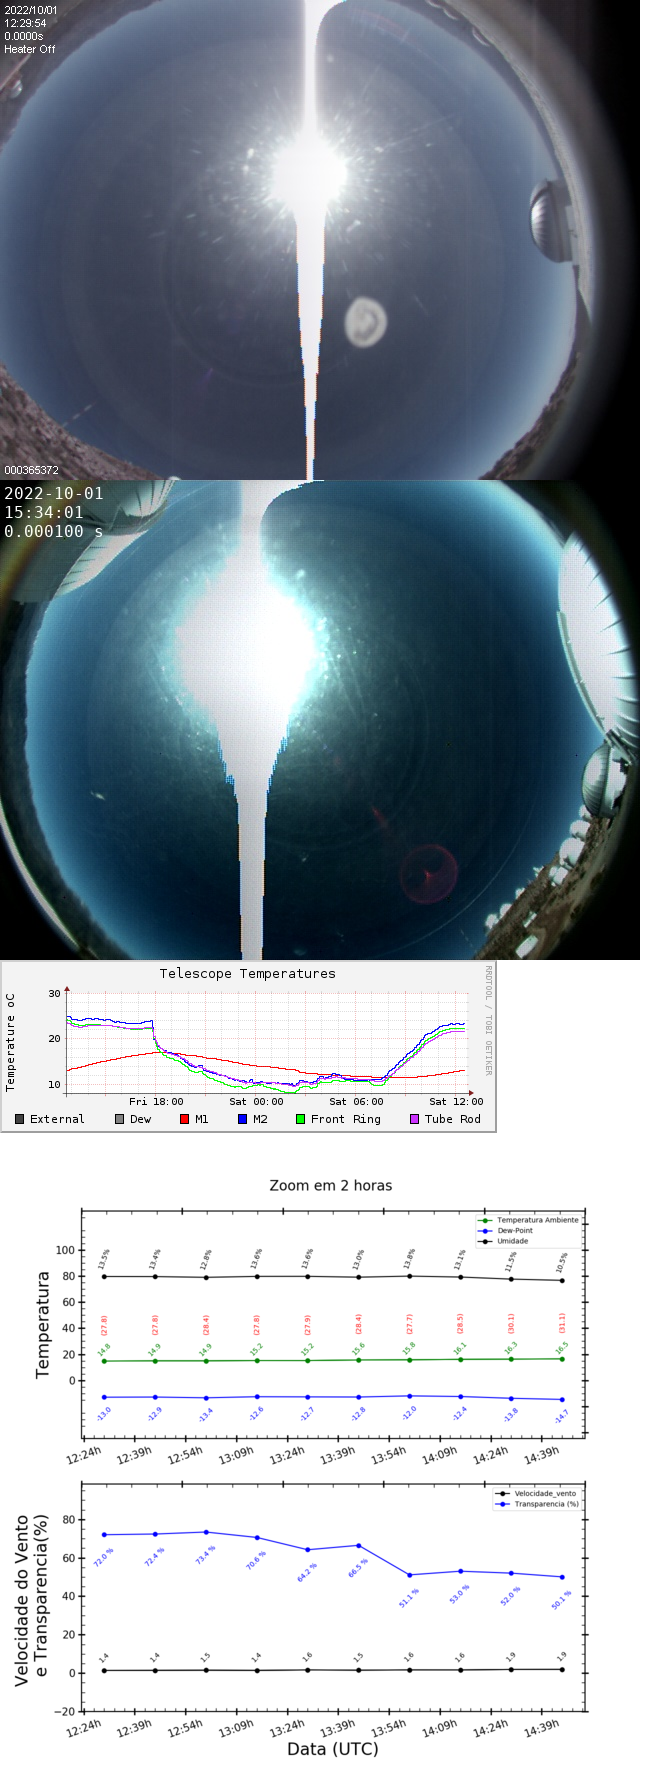 2022/10/01
12:29:54
0.0000s
Heater Off
000365372
2022-10-01
15:34:01
0.000100 s
Telescope Temperatures
RRDTOOL / TOBI OETIKER
Temperature oC
30
20
10
Fri 18:00 Sat 00:00 Sat 06:00 Sat 12:00
External Dew M1 M2 Front Ring Tube Rod
Zoom em 2 horas
Temperatura Ambiente
Dew-Point
Umidade
Temperatura
100
80
60
40
20
0
13.5% 13.4% 12.8% 13.6% 13.6% 13.0% 13.8% 13.1% 11.5% 10.5%
(27.8) (27.8) (28.4) (27.8) (27.9) (28.4) (27.7) (28.5) (30.1) (31.1)
14.8 14.9 14.9 15.2 15.2 15.6 15.8 16.1 16.3 16.5
-13.0 -12.9 -13.4 -12.6 -12.7 -12.8 -12.0 -12.4 -13.8 -14.7
12:24h 12:39h 12:54h 13:09h 13:24h 13:39h 13:54h 14:09h 14:24h 14:39h
Velocidade_vento
Transparencia (%)
Velocidade do Vento
e Transparencia(%)
80
60
40
20
0
−20
72.0 % 72.4 % 73.4 % 70.6 % 64.2 % 66.5 % 51.1 % 53.0 % 52.0 % 50.1 %
1.4 1.4 1.5 1.4 1.6 1.5 1.6 1.6 1.9 1.9
12:24h 12:39h 12:54h 13:09h 13:24h 13:39h 13:54h 14:09h 14:24h 14:39h
Data (UTC)